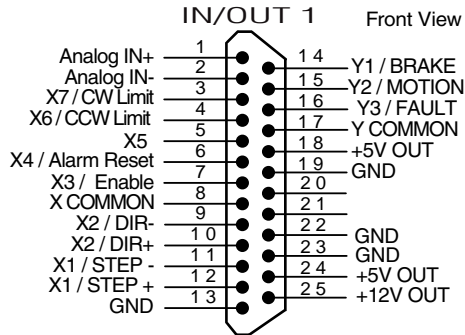 IN/OUT 1
Front View
Analog IN+ 1
Analog IN- 2
X7 / CW Limit 3
X6 / CCW Limit 4
X5 5
X4 / Alarm Reset 6
X3 / Enable 7
X COMMON 8
X2 / DIR- 9
X2 / DIR+ 10
X1 / STEP - 11
X1 / STEP + 12
GND 13
14 Y1 / BRAKE
15 Y2 / MOTION
16 Y3 / FAULT
17 Y COMMON
18 +5V OUT
19 GND
20
21
22 GND
23 GND
24 +5V OUT
25 +12V OUT